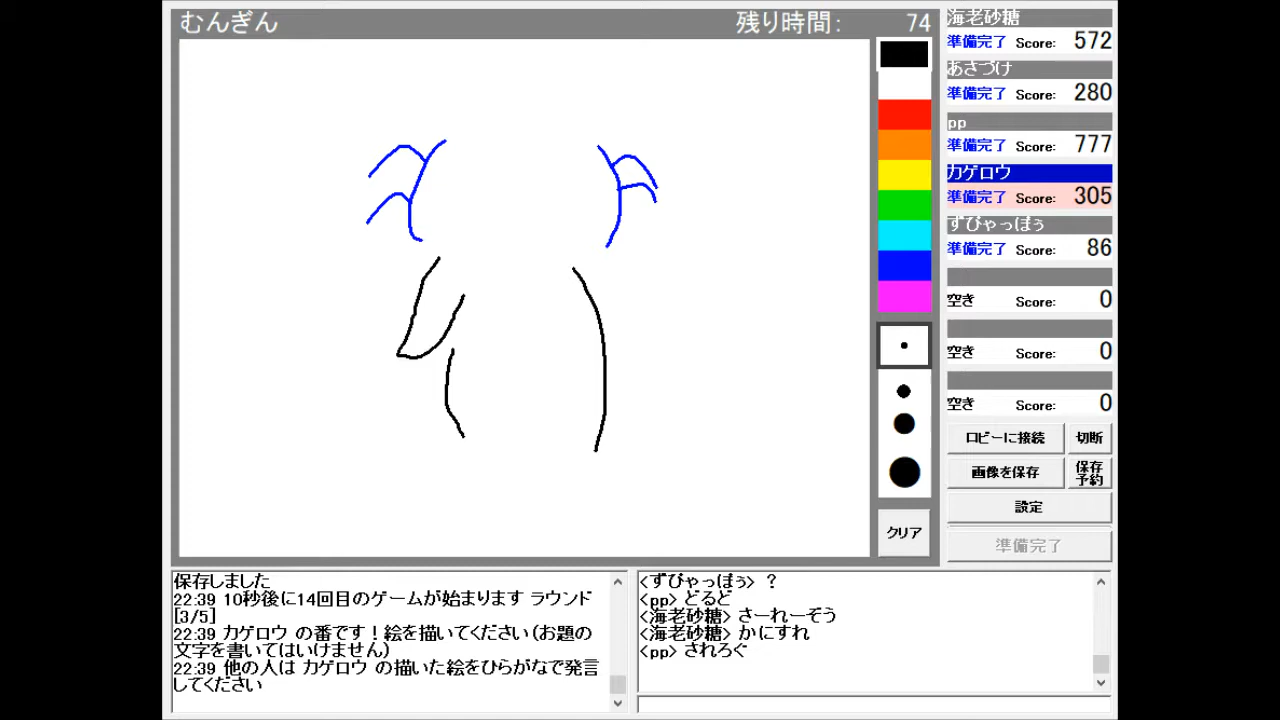 むんぎん
残り時間: 74
海老砂糖
準備完了 Score: 572
あさづけ
準備完了 Score: 280
pp
準備完了 Score: 777
カゲロウ
準備完了 Score: 305
ずぴゃっぽぅ
準備完了 Score: 86
空き Score: 0
空き Score: 0
空き Score: 0
ロビーに接続 切断
画像を保存 保存予約
設定
クリア
準備完了
保存しました
22:39 10秒後に14回目のゲームが始まります ラウンド
[3/5]
22:39 カゲロウ の番です！絵を描いてください(お題の
文字を書いてはいけません)
22:39 他の人は カゲロウ の描いた絵をひらがなで発言
してください
<ずぴゃっぽぅ> ？
<pp> どるど
<海老砂糖> さーれーぞう
<海老砂糖> かにすれ
<pp> されろぐ